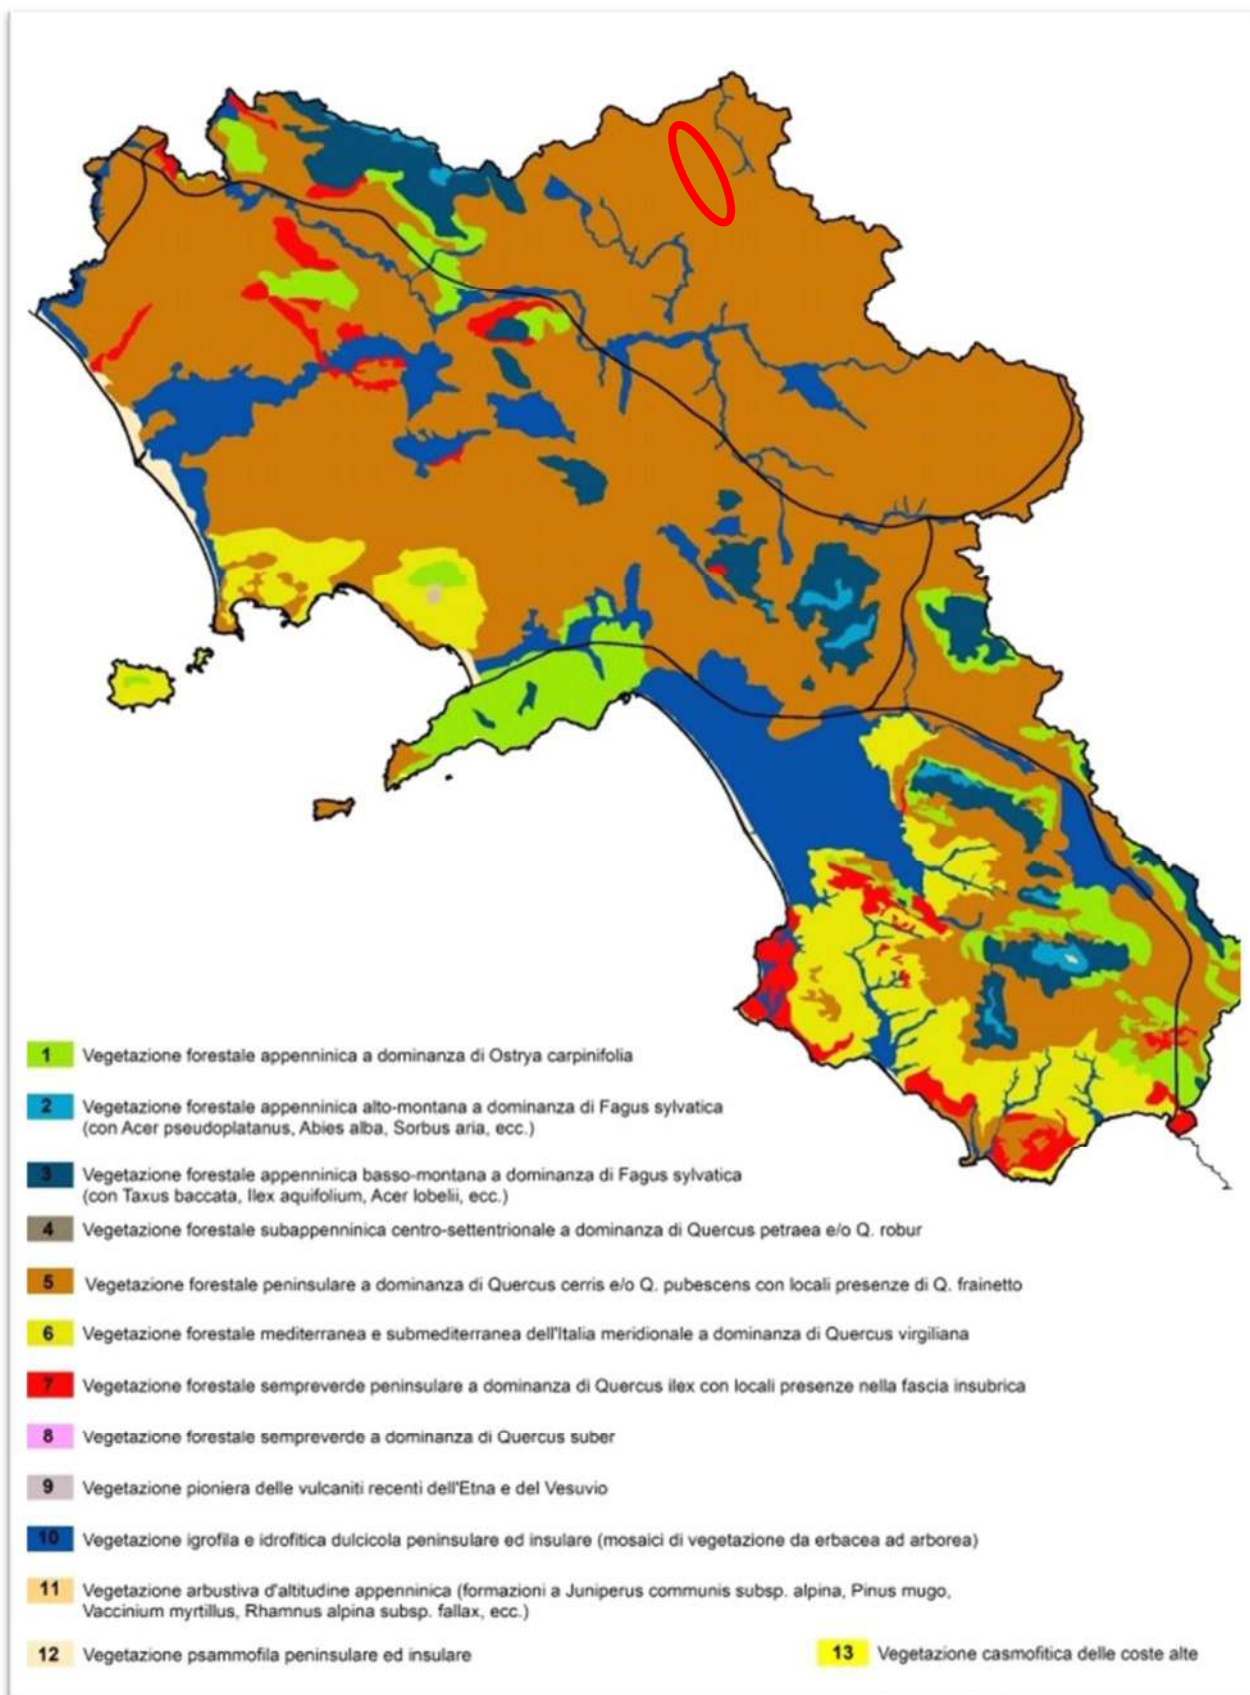 1 Vegetazione forestale appenninica a dominanza di Ostrya carpinifolia
2 Vegetazione forestale appenninica alto-montana a dominanza di Fagus sylvatica
(con Acer pseudoplatanus, Abies alba, Sorbus aria, ecc.)
3 Vegetazione forestale appenninica basso-montana a dominanza di Fagus sylvatica
(con Taxus baccata, Ilex aquifolium, Acer lobelii, ecc.)
4 Vegetazione forestale subappenninica centro-settentrionale a dominanza di Quercus petraea e/o Q. robur
5 Vegetazione forestale peninsulare a dominanza di Quercus cerris e/o Q. pubescens con locali presenze di Q. frainetto
6 Vegetazione forestale mediterranea e submediterranea dell'Italia meridionale a dominanza di Quercus virgiliana
7 Vegetazione forestale sempreverde peninsulare a dominanza di Quercus ilex con locali presenze nella fascia insubrica
8 Vegetazione forestale sempreverde a dominanza di Quercus suber
9 Vegetazione pioniera delle vulcaniti recenti dell'Etna e del Vesuvio
10 Vegetazione igrofila e idrofitica dulcicola peninsulare ed insulare (mosaici di vegetazione da erbacea ad arborea)
11 Vegetazione arbustiva d'altitudine appenninica (formazioni a Juniperus communis subsp. alpina, Pinus mugo,
Vaccinium myrtillus, Rhamnus alpina subsp. fallax, ecc.)
12 Vegetazione psammofila peninsulare ed insulare
13 Vegetazione casmofitica delle coste alte